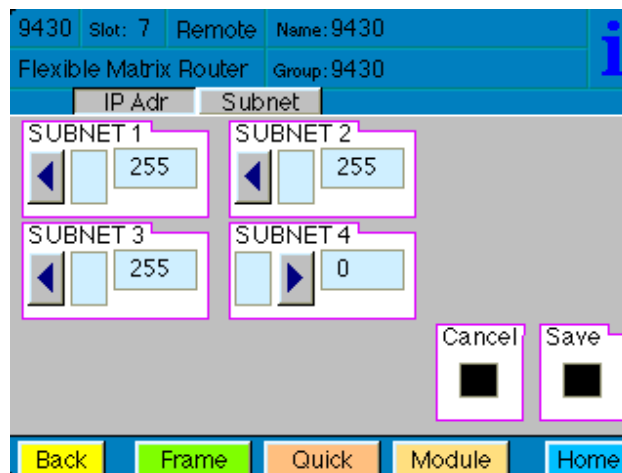 9430 Slot: 7 Remote Name: 9430
Flexible Matrix Router Group: 9430
i
IP Adr Subnet
SUBNET 1 SUBNET 2
255 255
SUBNET 3 SUBNET 4
255 0
Cancel Save
Back Frame Quick Module Home